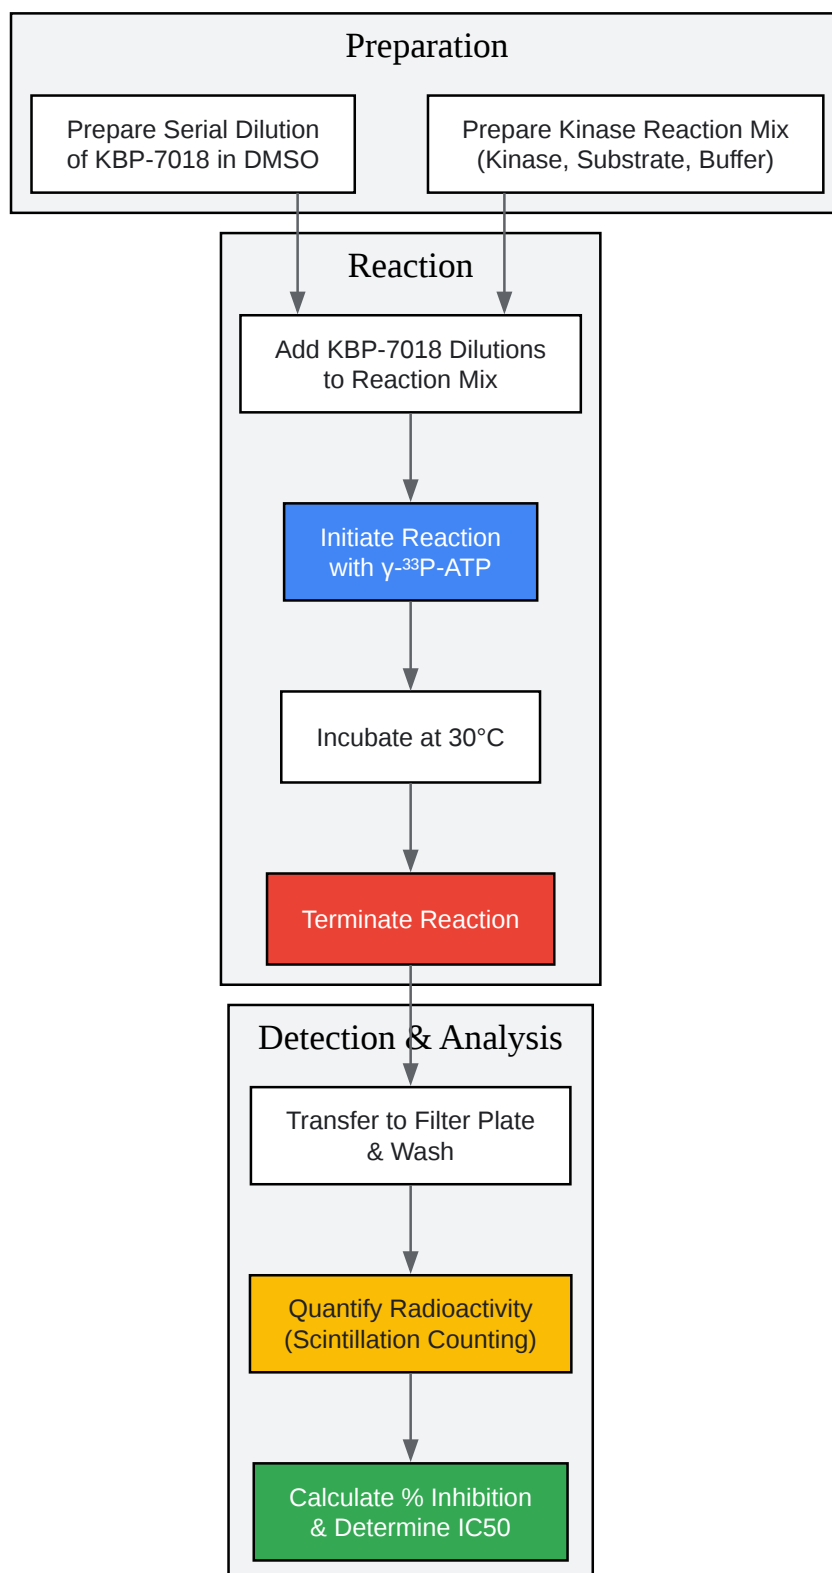 Preparation
Prepare Serial Dilution
of KBP-7018 in DMSO
Prepare Kinase Reaction Mix
(Kinase, Substrate, Buffer)
Reaction
Add KBP-7018 Dilutions
to Reaction Mix
Initiate Reaction
with γ-³³P-ATP
Incubate at 30°C
Terminate Reaction
Detection & Analysis
Transfer to Filter Plate
& Wash
Quantify Radioactivity
(Scintillation Counting)
Calculate % Inhibition
& Determine IC50